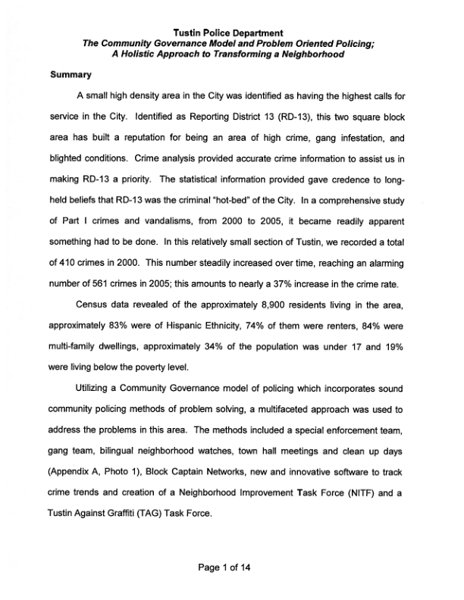 Tustin Police Department
The Community Governance Model and Problem Oriented Policing;
A Holistic Approach to Transforming a Neighborhood
Summary
A small high density area in the City was identified as having the highest calls for
service in the City. Identified as Reporting District 13 (RD-13), this two square block
area has built a reputation for being an area of high crime, gang infestation, and
blighted conditions. Crime analysis provided accurate crime information to assist us in
making RD-13 a priority. The statistical information provided gave credence to long-
held beliefs that RD-13 was the criminal "hot-bed" of the City. In a comprehensive study
of Part I crimes and vandalisms, from 2000 to 2005, it became readily apparent
something had to be done. In this relatively small section of Tustin, we recorded a total
of 410 crimes in 2000. This number steadily increased over time, reaching an alarming
number of 561 crimes in 2005; this amounts to nearly a 37% increase in the crime rate.
Census data revealed of the approximately 8,900 residents living in the area,
approximately 83% were of Hispanic Ethnicity, 74% of them were renters, 84% were
multi-family dwellings, approximately 34% of the population was under 17 and 19%
were living below the poverty level.
Utilizing a Community Governance model of policing which incorporates sound
community policing methods of problem solving, a multifaceted approach was used to
address the problems in this area. The methods included a special enforcement team,
gang team, bilingual neighborhood watches, town hall meetings and clean up days
(Appendix A, Photo 1), Block Captain Networks, new and innovative software to track
crime trends and creation of a Neighborhood Improvement Task Force (NITF) and a
Tustin Against Graffiti (TAG) Task Force.
Page 1 of 14